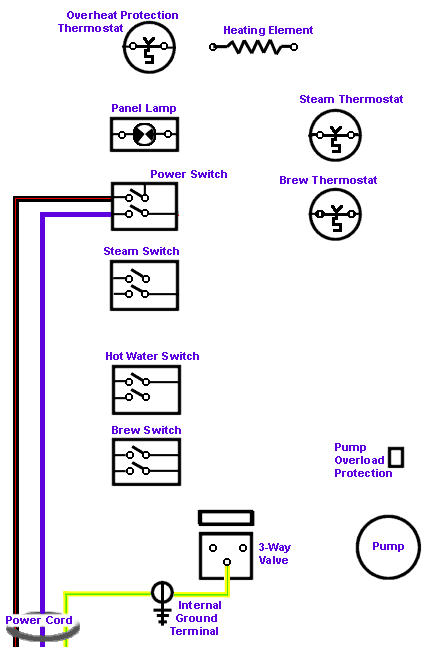 Overheat Protection
Thermostat
Heating Element
Panel Lamp
Steam Thermostat
Power Switch
Brew Thermostat
Steam Switch
Hot Water Switch
Brew Switch
Pump
Overload
Protection
3-Way
Valve
Pump
Internal
Ground
Terminal
Power Cord